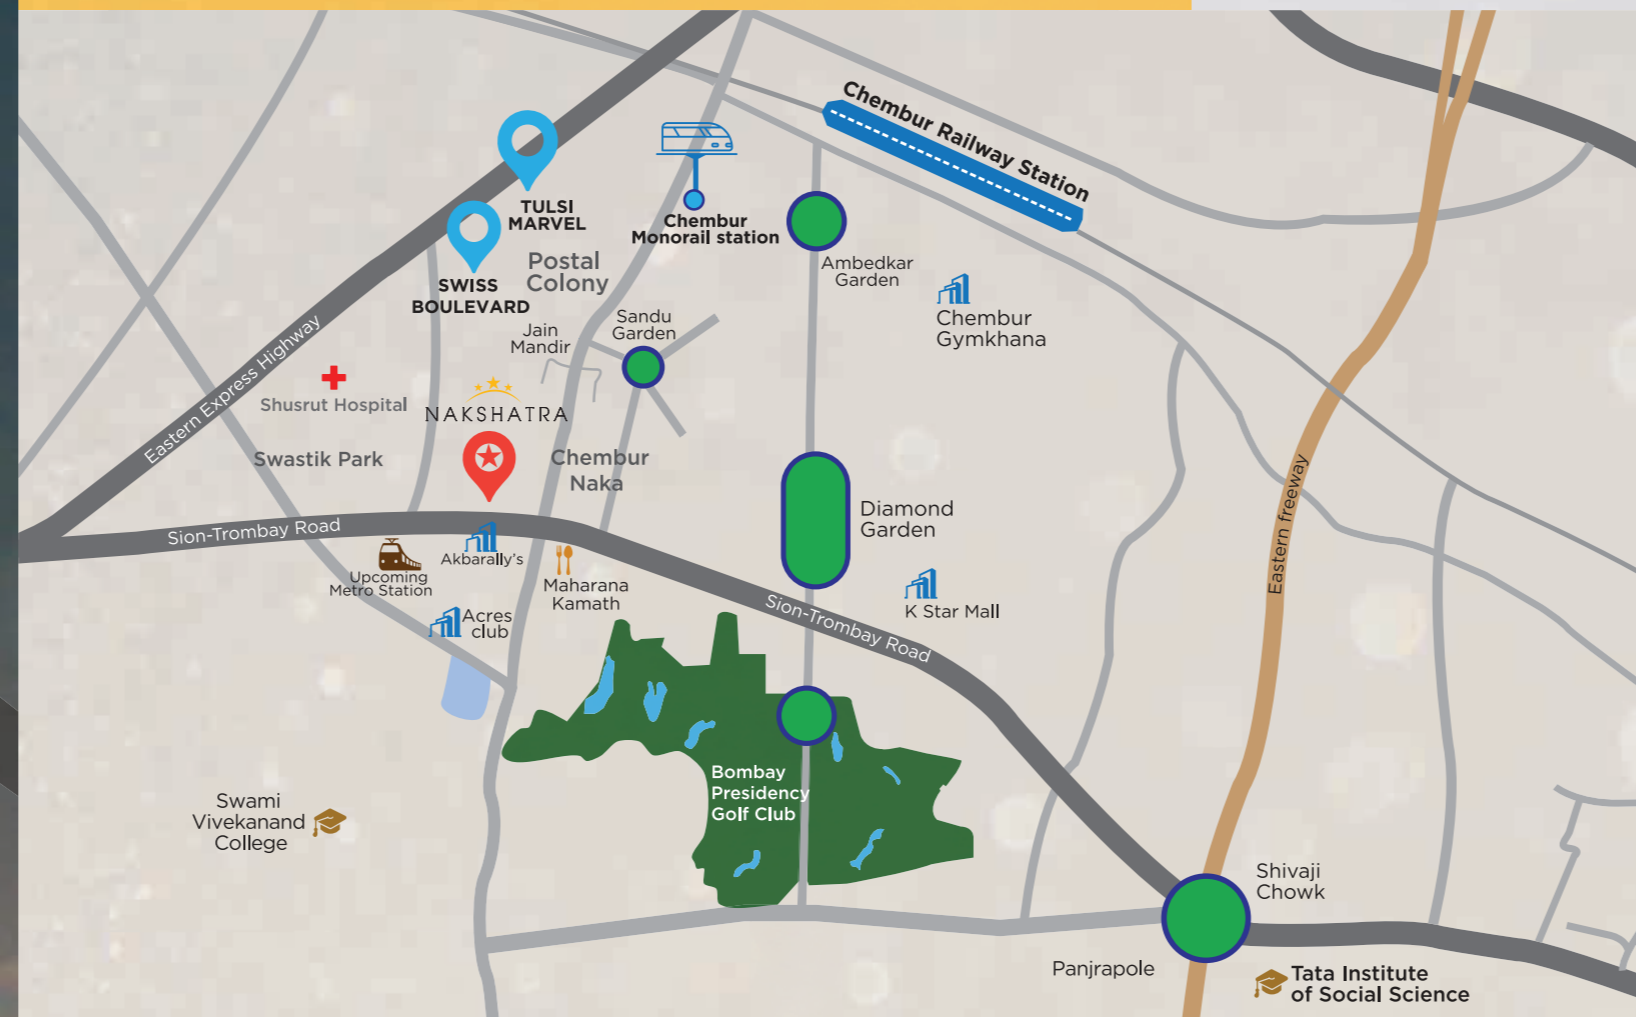 Chembur Railway Station
TULSI
MARVEL
Chembur
Monorail station
SWISS
BOULEVARD
Postal
Colony
Ambedkar
Garden
Chembur
Gymkhana
Sandu
Garden
Jain
Mandir
Eastern Express Highway
Shusrut Hospital
NAKSHATRA
Swastik Park
Chembur
Naka
Diamond
Garden
Eastern freeway
Sion-Trombay Road
Akbarally's
Upcoming
Metro Station
Maharana
Kamath
Acres
club
K Star Mall
Sion-Trombay Road
Bombay
Presidency
Golf Club
Swami
Vivekanand
College
Shivaji
Chowk
Panjrapole
Tata Institute
of Social Science